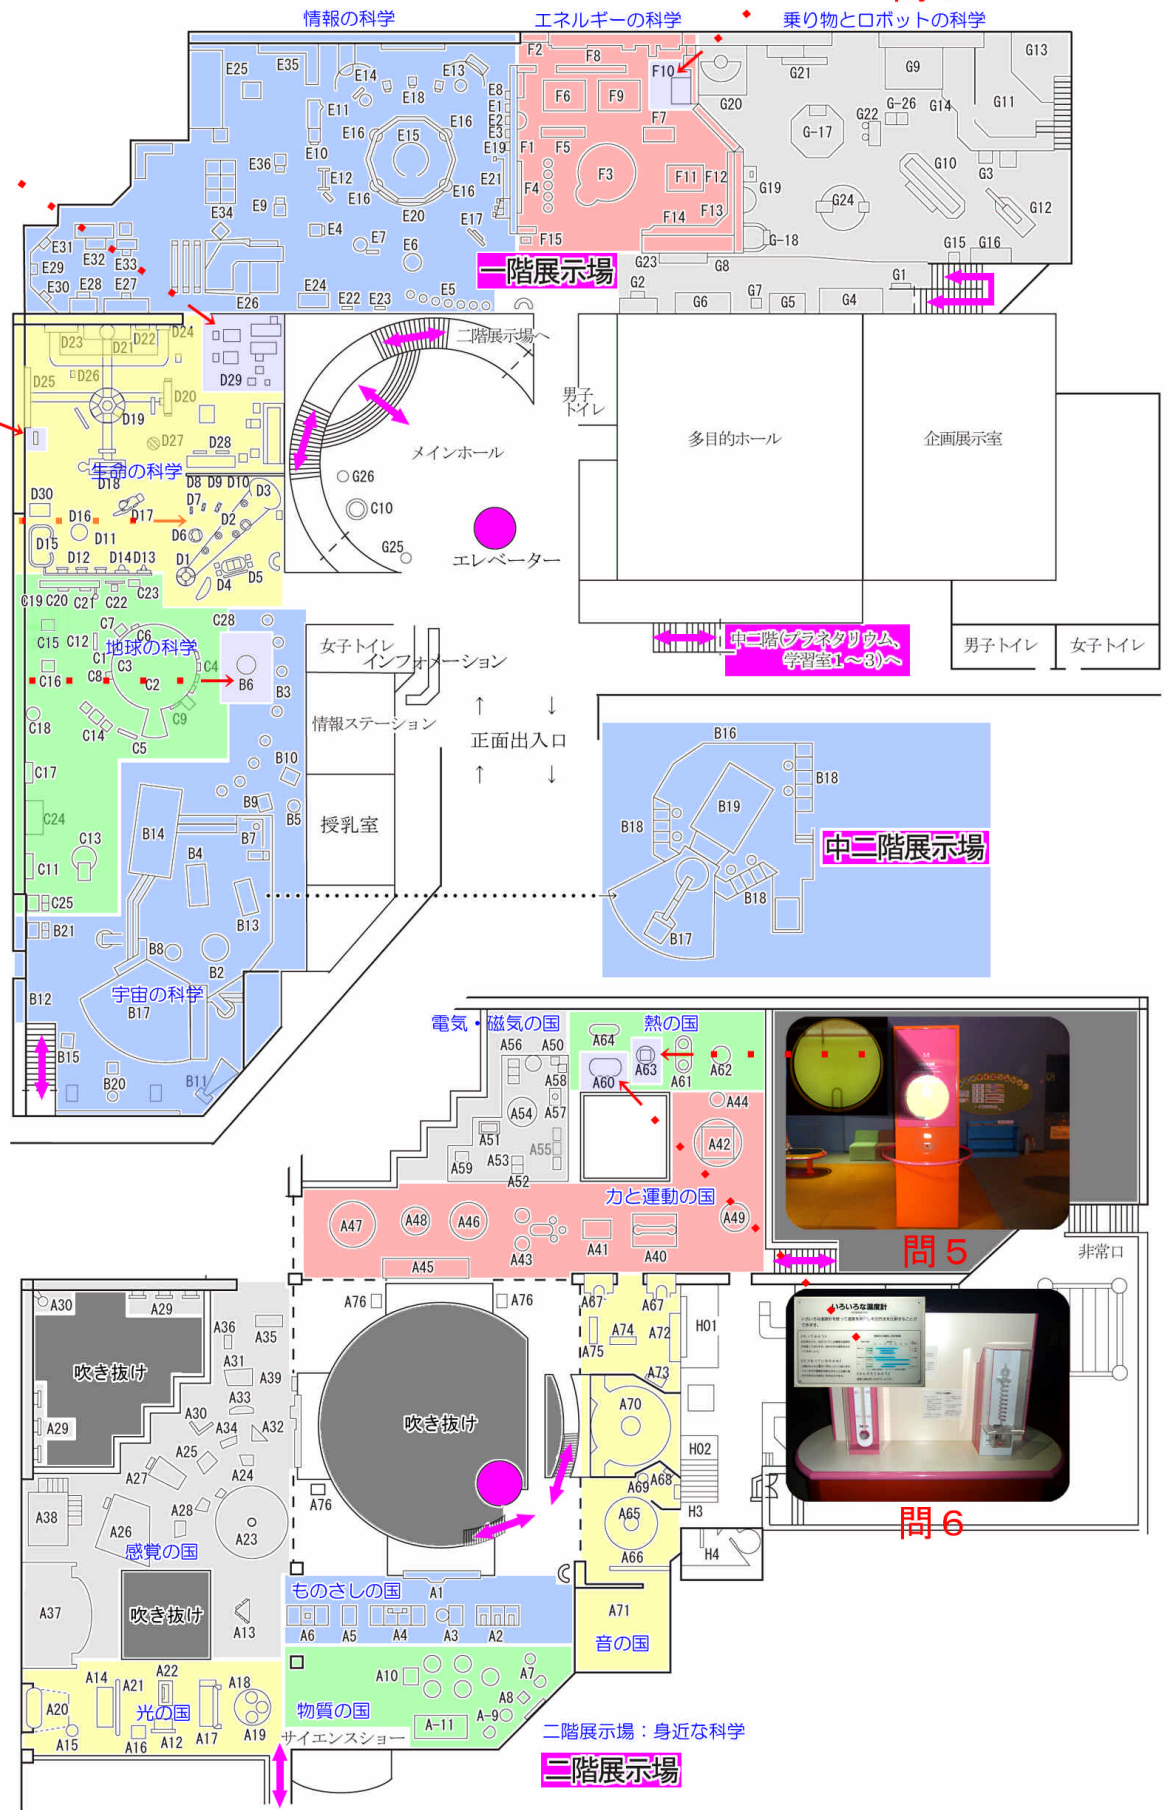 情報の科学
エネルギーの科学
乗り物とロボットの科学
E25
E35
E14
E18
E13
E11
E10
E36
E12
E9
E34
E4
E7
E6
E16
E15
E16
E16
E16
E20
E8
E1
E2
E3
E19
E21
E17
E31
E32
E33
E29
E30
E28
E27
E26
E24
E22
E23
E5
F2
F8
F6
F9
F10
F7
F1
F5
F4
F3
F11
F12
F13
F14
F15
G20
G21
G9
G13
G-26
G14
G11
G-17
G22
G10
G3
G19
G24
G12
G-18
G23
G8
G15
G16
G2
G6
G7
G5
G4
G1
一階展示場
D23
D21
D22
D24
D26
D25
D20
D19
D27
D29
D28
生命の科学
D18
D8
D9
D10
D3
D7
D30
D17
D16
D2
D6
D15
D11
D12
D14
D13
D1
D4
D5
二階展示場へ
メインホール
G26
C10
G25
エレベーター
男子
トイレ
多目的ホール
企画展示室
中二階(プラネタリウム、
学習室1~3)へ
男子トイレ
女子トイレ
C19
C20
C21
C22
C23
C15
C7
C6
C12
地球の科学
C1
C3
C4
C8
C16
C2
C9
C18
C14
C5
C17
C24
C13
C11
C25
C28
B6
B3
B10
B9
B5
B7
B14
B4
B13
B21
B8
B2
B12
宇宙の科学
B17
B15
B20
B11
女子トイレ
インフォメーション
情報ステーション
正面出入口
授乳室
B16
B18
B19
B18
B18
B17
中二階展示場
電気・磁気の国
熱の国
A56
A50
A64
A58
A60
A63
A61
A62
A54
A57
A51
A55
A59
A53
A52
A44
A42
力と運動の国
A47
A48
A46
A43
A41
A40
A49
A45
問5
非常口
A30
A29
A36
A35
A31
A39
吹き抜け
A33
A30
A34
A32
A29
A25
A24
A27
A28
A38
A26
A23
感覚の国
A37
吹き抜け
A13
A76
A76
吹き抜け
A76
A67
A67
A74
A72
A75
A73
A70
A68
A69
A65
A66
A71
音の国
H01
H02
H3
H4
いろいろな温度計
問6
ものさしの国
A1
A6
A5
A4
A3
A2
A10
A7
A8
A-9
A-11
物質の国
サイエンスショー
A14
A21
A22
A18
A20
光の国
A15
A16
A12
A17
A19
二階展示場:身近な科学
二階展示場